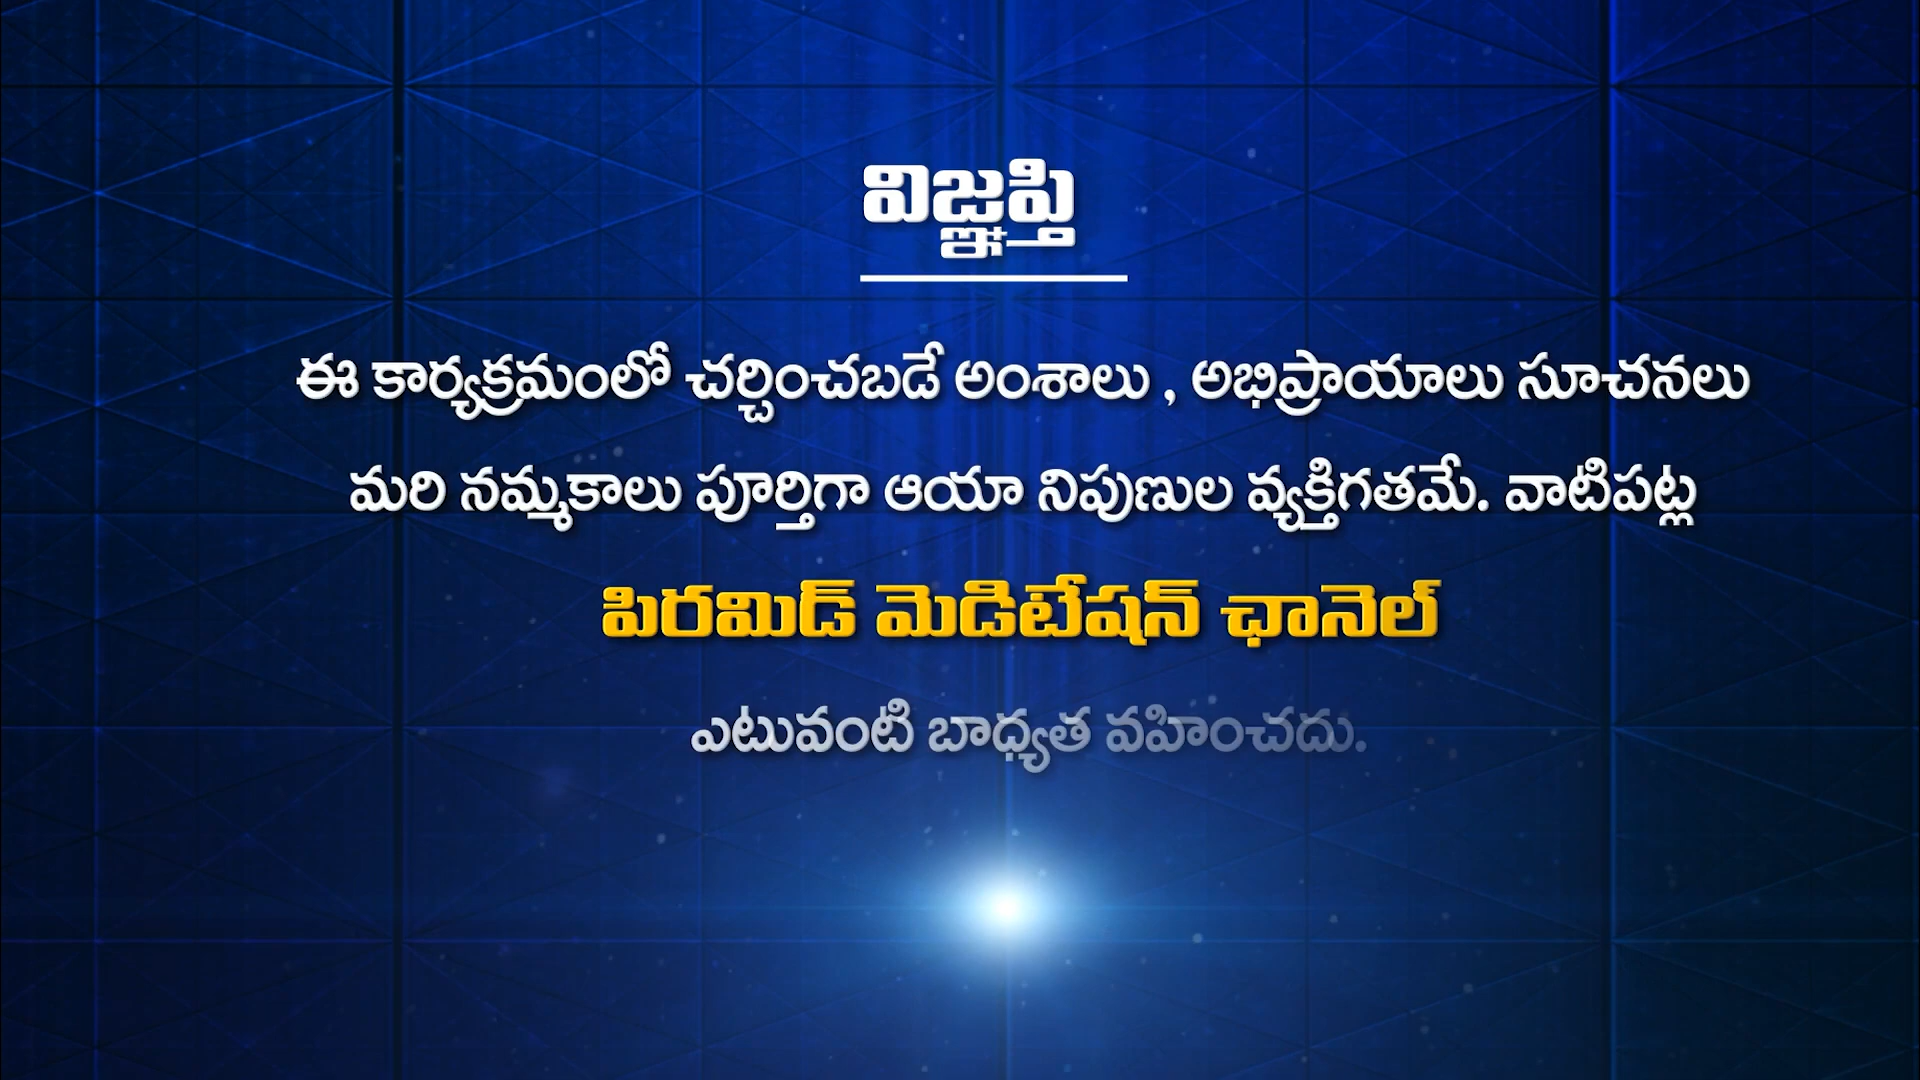 విజ్ఞప్తి
ఈ కార్యక్రమంలో చర్చించబడే అంశాలు , అభిప్రాయాలు సూచనలు
మరి నమ్మకాలు పూర్తిగా ఆయా నిపుణుల వ్యక్తిగతమే. వాటిపట్ల
పిరమిడ్ మెడిటేషన్ ఛానెల్
ఎటువంటి బాధ్యత వహించదు.